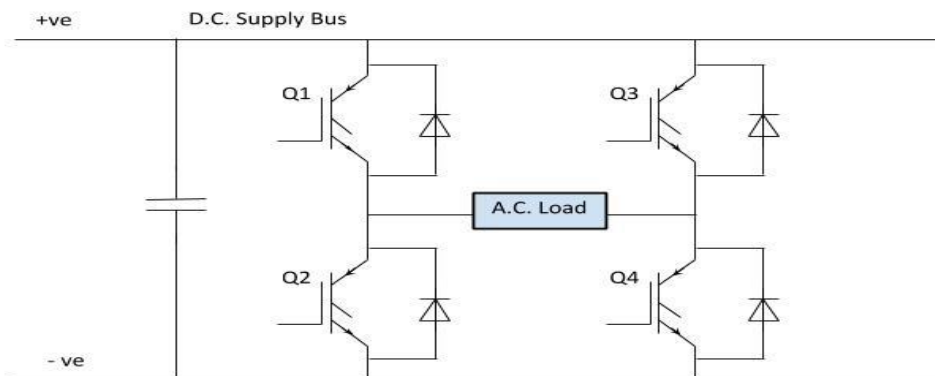 +ve D.C. Supply Bus
Q1 Q3
A.C. Load
Q2 Q4
- ve